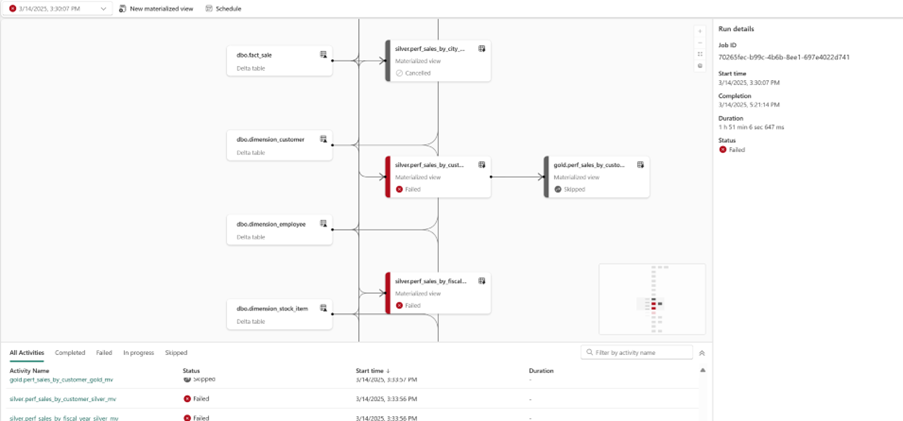 3/14/2025, 3:30:07 PM
New materialized view
Schedule
dbo.fact_sale
Delta table
silver.perf_sales_by_city_...
Materialized view
Cancelled
dbo.dimension_customer
Delta table
silver.perf_sales_by_cust...
Materialized view
Failed
gold.perf_sales_by_custo...
Materialized view
Skipped
dbo.dimension_employee
Delta table
silver.perf_sales_by_fiscal...
Materialized view
Failed
dbo.dimension_stock_item
Delta table
Run details
Job ID
70265fec-b99c-4b6b-8ee1-697e4022d741
Start time
3/14/2025, 3:30:07 PM
Completion
3/14/2025, 5:21:14 PM
Duration
1 h 51 min 6 sec 647 ms
Status
Failed
All Activities Completed Failed In progress Skipped
Filter by activity name
Activity Name Status Start time ↓ Duration
gold.perf_sales_by_customer_gold_mv Skipped 3/14/2025, 3:33:57 PM -
silver.perf_sales_by_customer_silver_mv Failed 3/14/2025, 3:33:56 PM -
silver.perf_sales_by_fiscal_year_silver_mv Failed 3/14/2025, 3:33:56 PM -